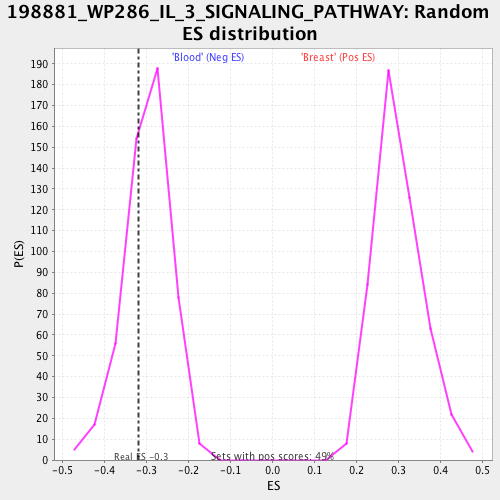 198881_WP286_IL_3_SIGNALING_PATHWAY: Random
ES distribution
'Blood' (Neg ES)
'Breast' (Pos ES)
190
180
170
160
150
140
130
120
110
100
90
80
70
60
50
40
30
20
10
0
P(ES)
Real ES -0.3
Sets with pos scores: 49%
-0.5 -0.4 -0.3 -0.2 -0.1 0.0 0.1 0.2 0.3 0.4 0.5
ES